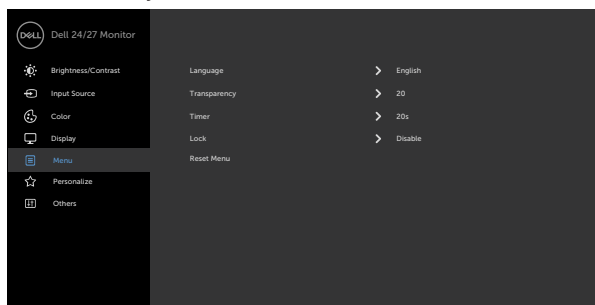 DELL Dell 24/27 Monitor
Brightness/Contrast Language English
Input Source Transparency 20
Color Timer 20s
Display Lock Disable
Menu Reset Menu
Personalize
Others